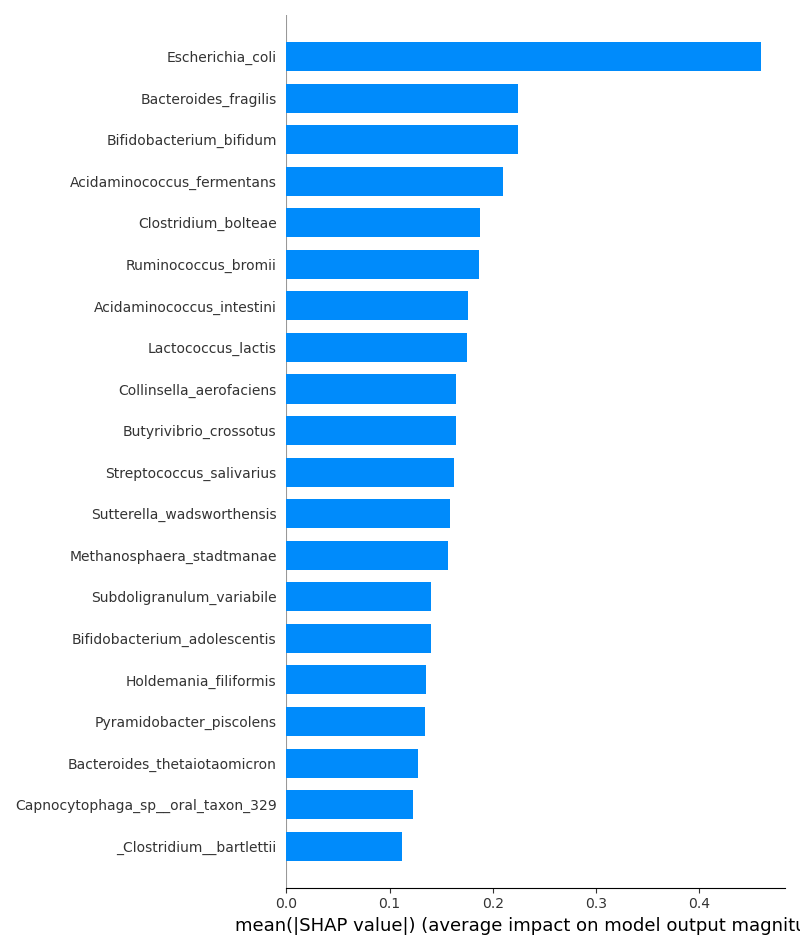 Escherichia_coli
Bacteroides_fragilis
Bifidobacterium_bifidum
Acidaminococcus_fermentans
Clostridium_bolteae
Ruminococcus_bromii
Acidaminococcus_intestini
Lactococcus_lactis
Collinsella_aerofaciens
Butyrivibrio_crossotus
Streptococcus_salivarius
Sutterella_wadsworthensis
Methanosphaera_stadtmanae
Subdoligranulum_variabile
Bifidobacterium_adolescentis
Holdemania_filiformis
Pyramidobacter_piscolens
Bacteroides_thetaiotaomicron
Capnocytophaga_sp__oral_taxon_329
_Clostridium__bartlettii
0.0 0.1 0.2 0.3 0.4
mean(|SHAP value|) (average impact on model output magnitu